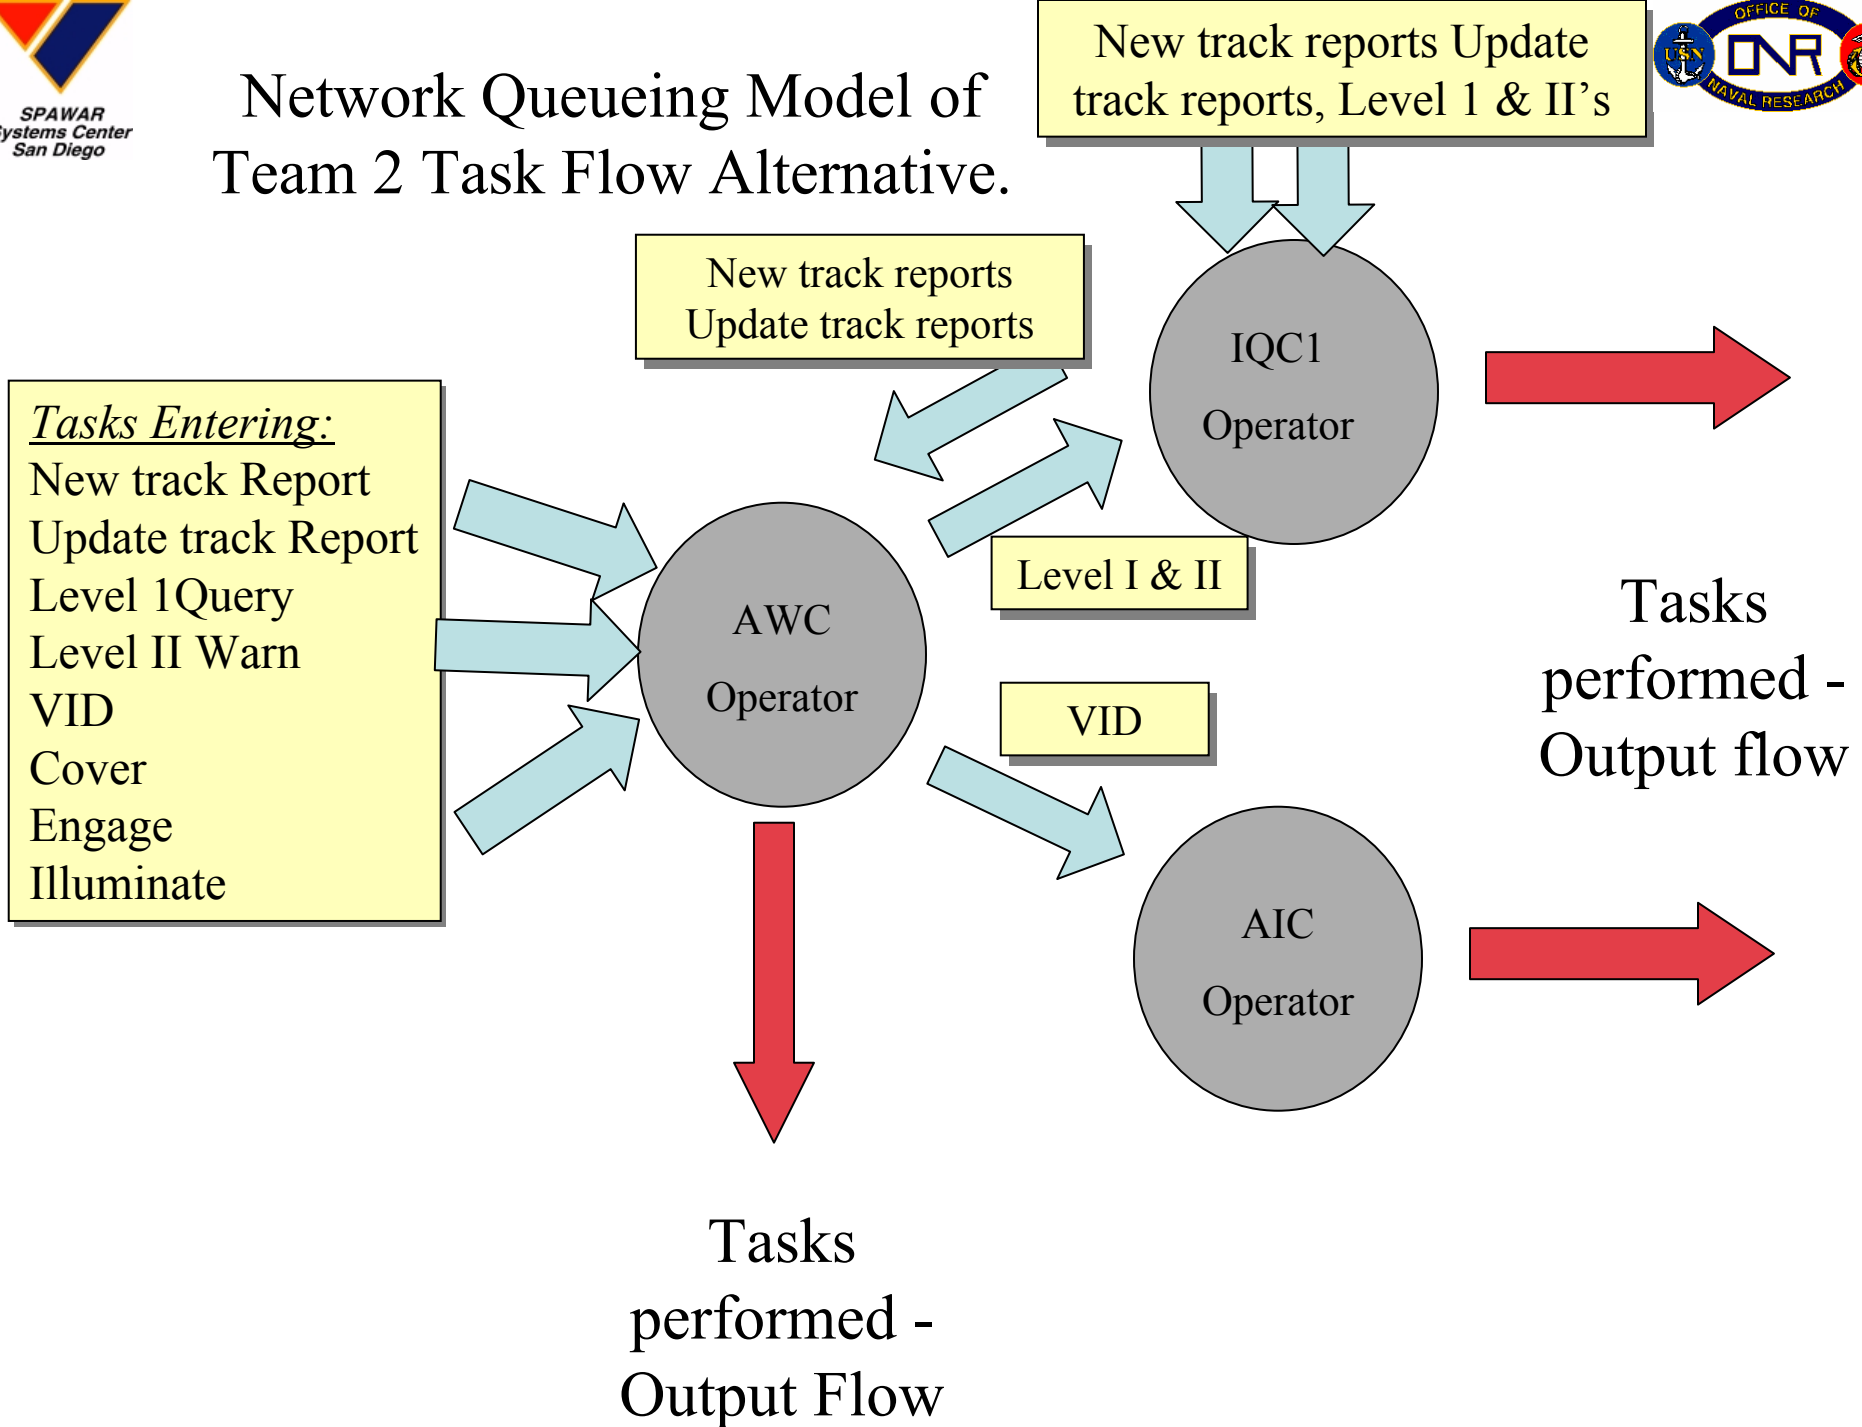 SPAWAR
Systems Center
San Diego
Network Queueing Model of
Team 2 Task Flow Alternative.
New track reports Update
track reports, Level 1 & II’s
OFFICE OF
USN
ONR
NAVAL RESEARCH
New track reports
Update track reports
IQC1
Operator
Tasks Entering:
New track Report
Update track Report
Level 1Query
Level II Warn
VID
Cover
Engage
Illuminate
Level I & II
AWC
Operator
VID
AIC
Operator
Tasks
performed -
Output flow
Tasks
performed -
Output Flow